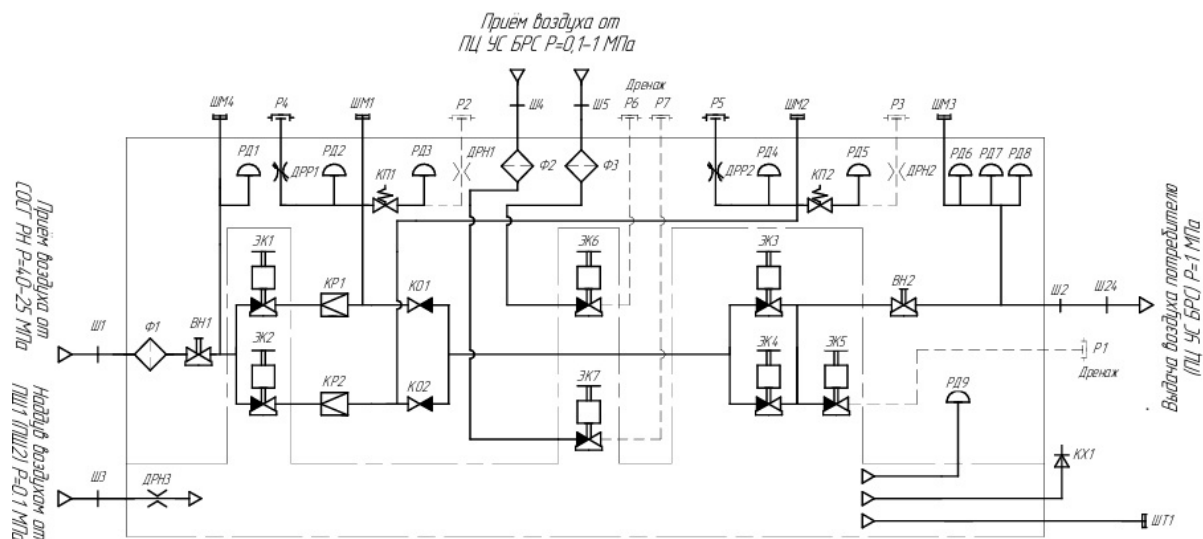 Приём воздуха от
ПЦ УС БРС P=0,1-1 МПа
Дренаж
ШМ4
Р4
ШМ1
Р2
Ш4
Ш5
Р6
Р7
Р5
ШМ2
Р3
ШМ3
РД1
ДРР1
РД2
КП1
РД3
ДРН1
Ф2
Ф3
ДРР2
РД4
КП2
РД5
ДРН2
РД6
РД7
РД8
Приём воздуха от
СОСГ РН P=40-25 МПа
ЭК1
КР1
КО1
ЭК6
ЭК3
ВН2
Ш2
Ш24
Выдача воздуха потребителю
(ПЦ УС БРС) P=1 МПа
Ш1
Ф1
ВН1
ЭК2
КР2
КО2
ЭК7
ЭК4
ЭК5
Р1
Дренаж
РД9
КХ1
Наддув воздухом от
ПШ1 (ПШ2) P=0,1 МПа
Ш3
ДРН3
ШТ1